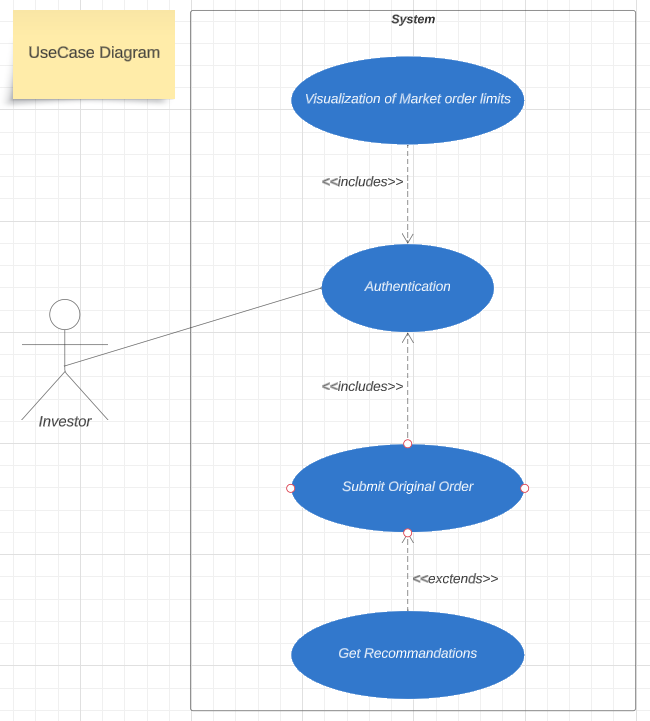 System
UseCase Diagram
Visualization of Market order limits
<<includes>>
Authentication
<<includes>>
Investor
Submit Original Order
<<exctends>>
Get Recommandations